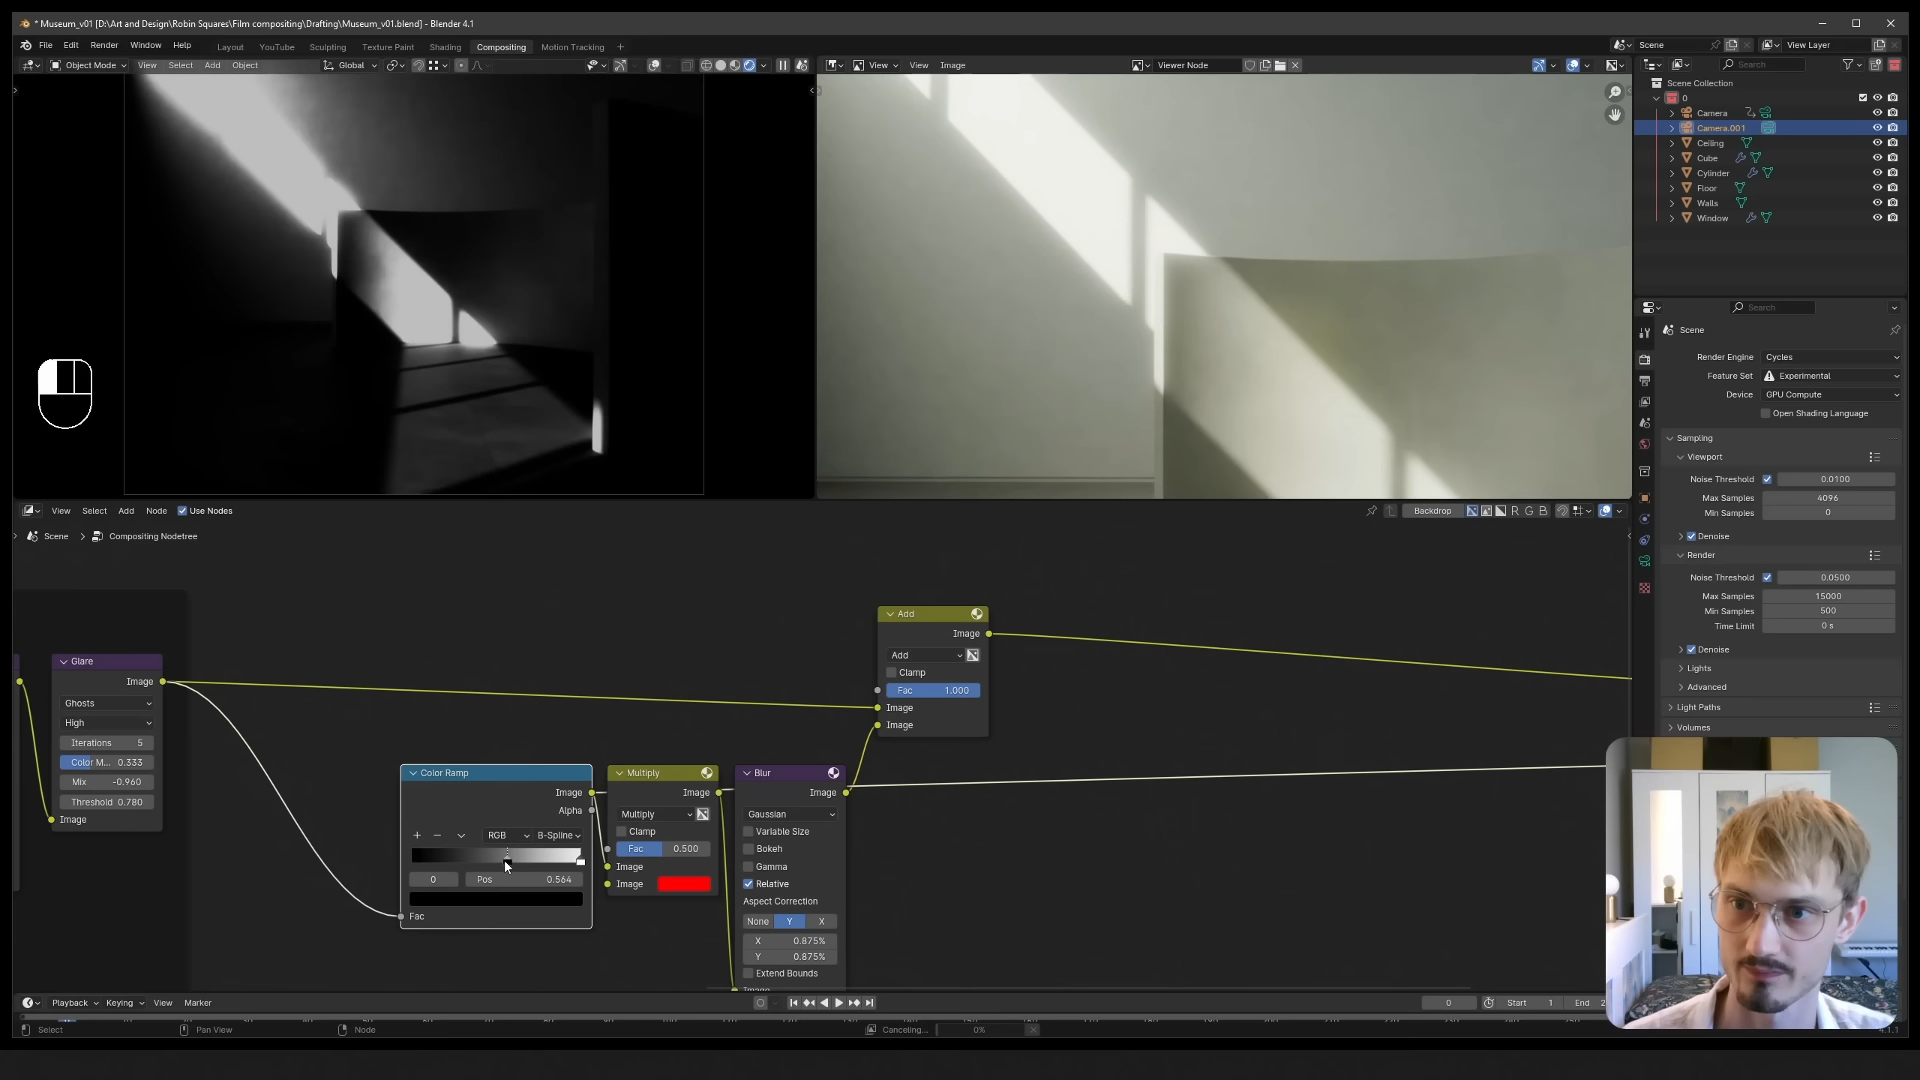 * Museum_v01 [D:\Art and Design\Robin Squares\Film compositing\Drafting\Museum_v01.blend] - Blender 4.1
File Edit Render Window Help
Layout YouTube Sculpting Texture Paint Shading Compositing Motion Tracking +
Scene
View Layer
Object Mode View Select Add Object Global
View View Image Viewer Node
Search
Scene Collection
0
Camera
Camera.001
Ceiling
Cube
Cylinder
Floor
Walls
Window
Search
Scene
Render Engine Cycles
Feature Set Experimental
Device GPU Compute
Open Shading Language
Sampling
Viewport
Noise Threshold 0.0100
Max Samples 4096
Min Samples 0
Denoise
Render
Noise Threshold 0.0500
Max Samples 15000
Min Samples 500
Time Limit 0 s
Denoise
Lights
Advanced
Light Paths
Volumes
View Select Add Node Use Nodes
Backdrop R G B
Scene > Compositing Nodetree
Glare
Image
Ghosts
High
Iterations 5
Color M... 0.333
Mix -0.960
Threshold 0.780
Image
Color Ramp
Image
Alpha
+ − RGB B-Spline
0 Pos 0.564
Fac
Multiply
Image
Multiply
Clamp
Fac 0.500
Image
Image
Blur
Image
Gaussian
Variable Size
Bokeh
Gamma
Relative
Aspect Correction
None Y X
X 0.875%
Y 0.875%
Extend Bounds
Add
Image
Add
Clamp
Fac 1.000
Image
Image
Playback Keying View Marker
0 Start 1 End
Select Pan View Node Canceling... 0%
4.1.1